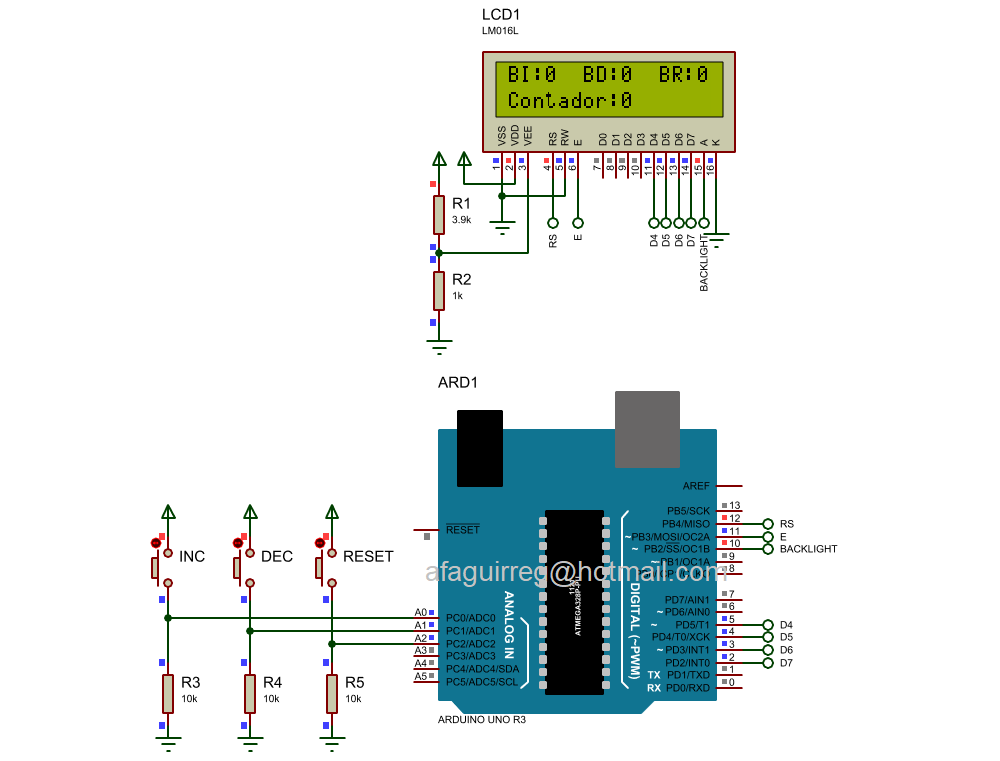 LCD1
LM016L
BI:0 BD:0 BR:0
Contador:0
VSS VDD VEE RS RW E D0 D1 D2 D3 D4 D5 D6 D7 A K
1 2 3 4 5 6 7 8 9 10 11 12 13 14 15 16
R1
3.9k
RS E D4 D5 D6 D7 BACKLIGHT
R2
1k
ARD1
AREF
RESET
PB5/SCK 13
PB4/MISO 12 RS
~PB3/MOSI/OC2A 11 E
~ PB2/SS/OC1B 10 BACKLIGHT
~PB1/OC1A 9
8
afaguirreg@hotmail.com
INC DEC RESET
ATMEGA328P
ANALOG IN
DIGITAL (~PWM)
PD7/AIN1 7
~ PD6/AIN0 6
~ PD5/T1 5 D4
PD4/T0/XCK 4 D5
~ PD3/INT1 3 D6
PD2/INT0 2 D7
TX PD1/TXD 1
RX PD0/RXD 0
A0 PC0/ADC0
A1 PC1/ADC1
A2 PC2/ADC2
A3 PC3/ADC3
A4 PC4/ADC4/SDA
A5 PC5/ADC5/SCL
R3
10k
R4
10k
R5
10k
ARDUINO UNO R3